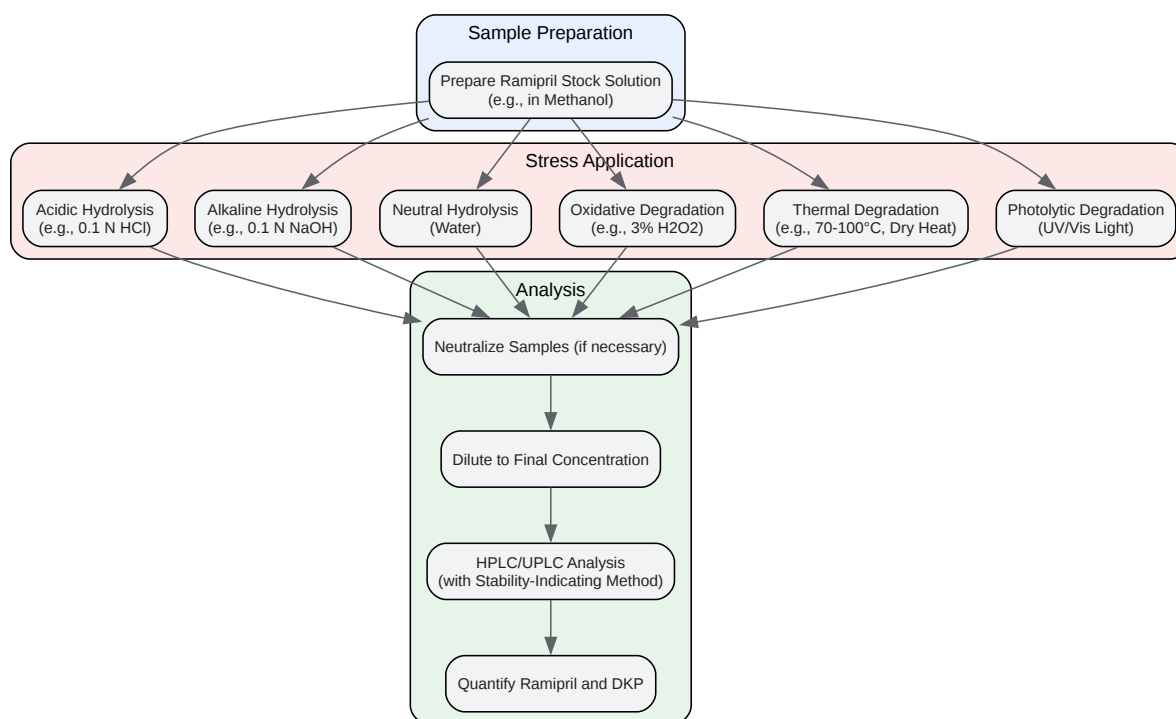 Sample Preparation
Prepare Ramipril Stock Solution
(e.g., in Methanol)
Stress Application
Acidic Hydrolysis
(e.g., 0.1 N HCl)
Alkaline Hydrolysis
(e.g., 0.1 N NaOH)
Neutral Hydrolysis
(Water)
Oxidative Degradation
(e.g., 3% H2O2)
Thermal Degradation
(e.g., 70-100°C, Dry Heat)
Photolytic Degradation
(UV/Vis Light)
Analysis
Neutralize Samples (if necessary)
Dilute to Final Concentration
HPLC/UPLC Analysis
(with Stability-Indicating Method)
Quantify Ramipril and DKP